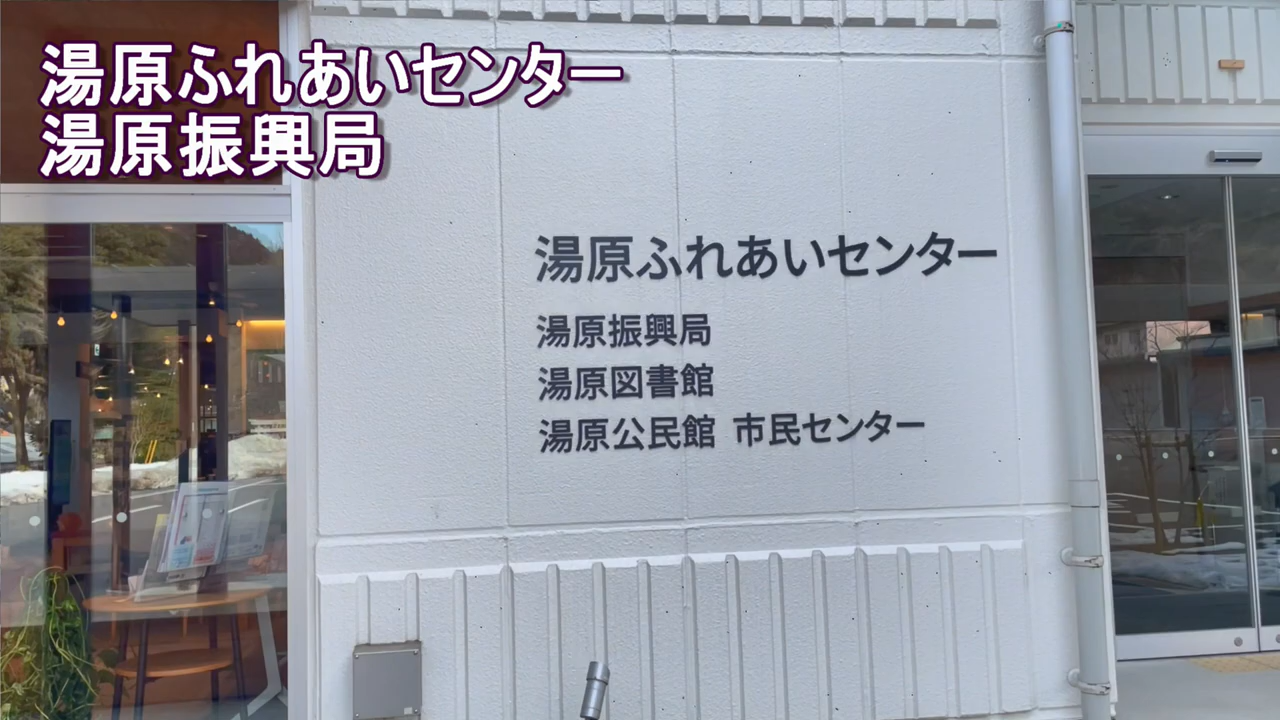 湯原ふれあいセンター
湯原振興局
湯原ふれあいセンター
湯原振興局
湯原図書館
湯原公民館 市民センター